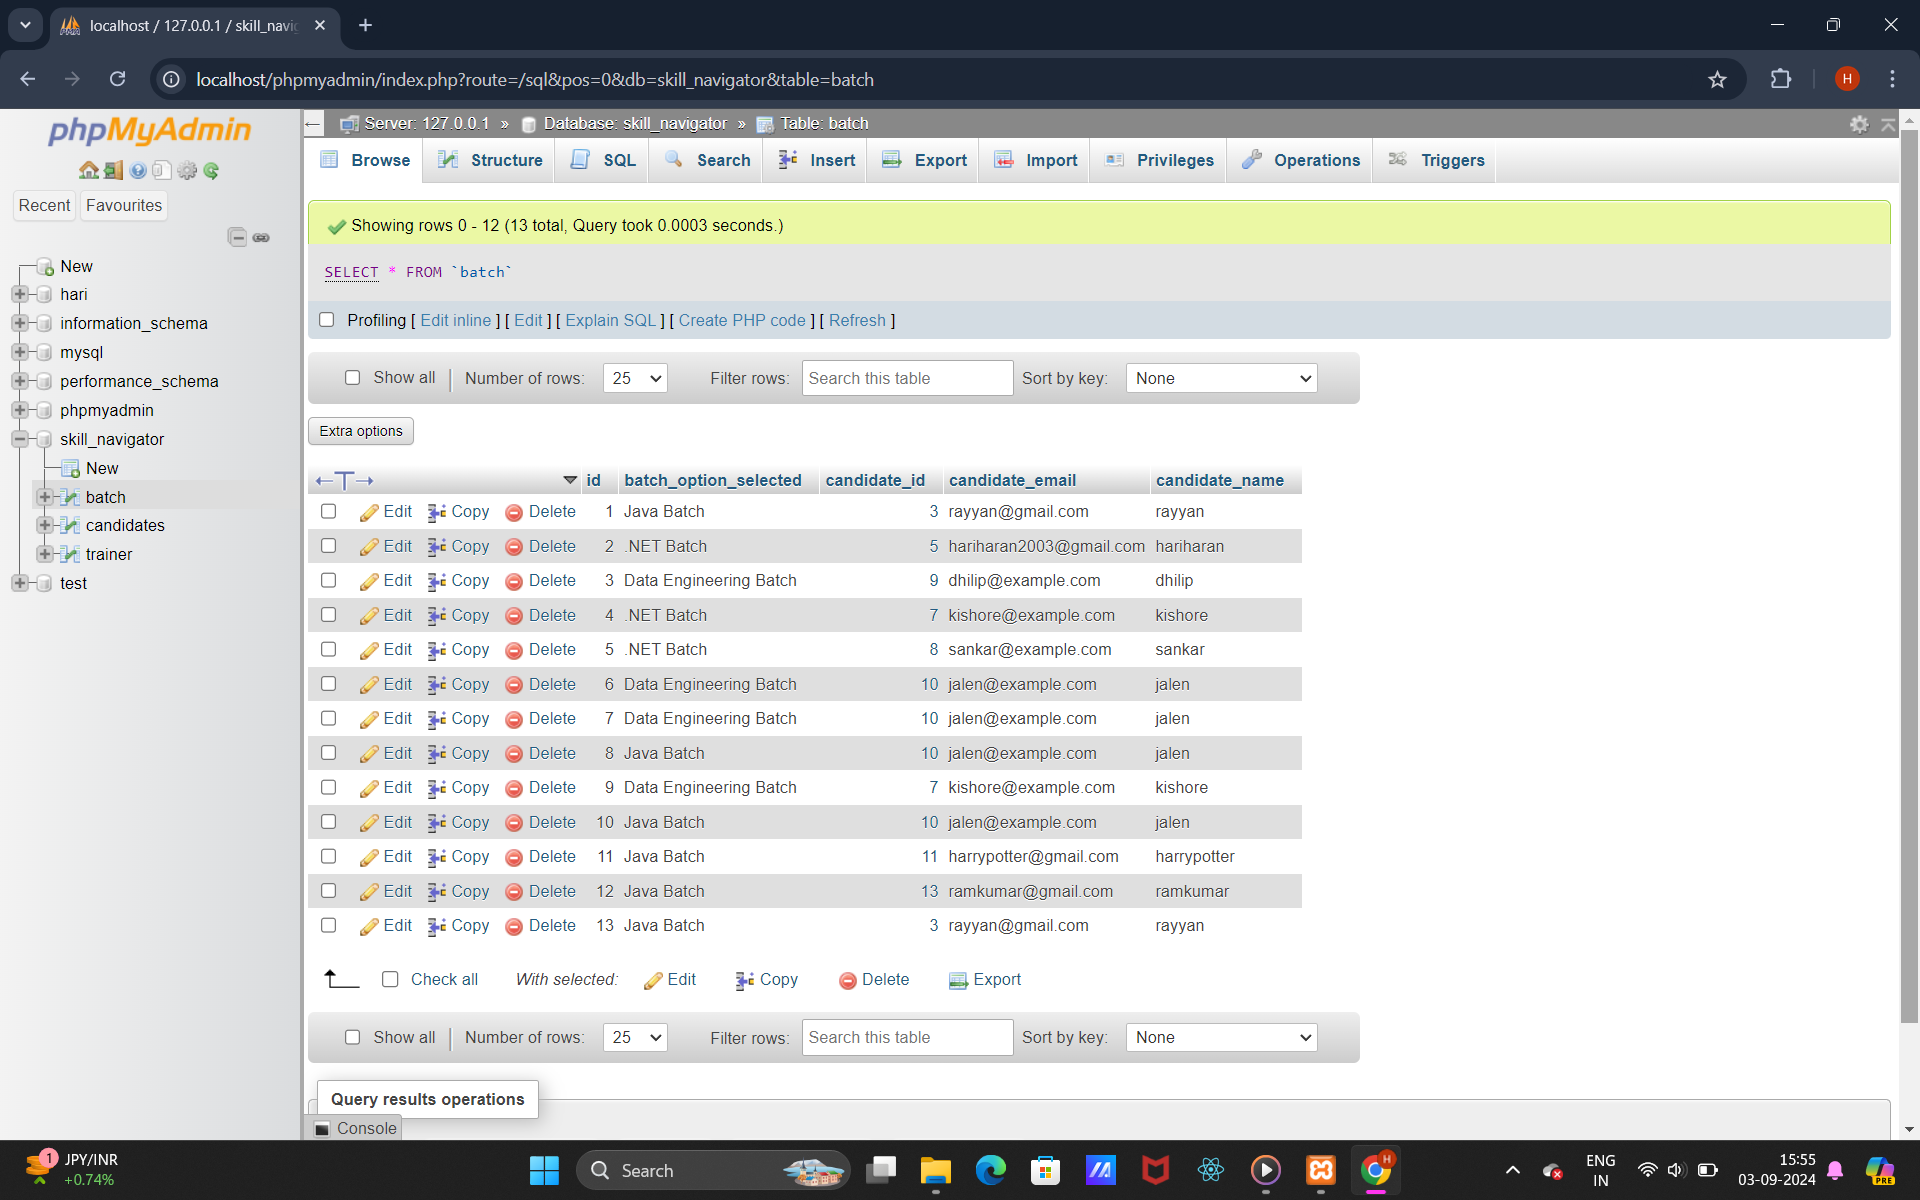 localhost / 127.0.0.1 / skill_navig
localhost/phpmyadmin/index.php?route=/sql&pos=0&db=skill_navigator&table=batch
H
phpMyAdmin
Recent
Favourites
New
hari
information_schema
mysql
performance_schema
phpmyadmin
skill_navigator
New
batch
candidates
trainer
test
Server: 127.0.0.1 » Database: skill_navigator » Table: batch
Browse Structure SQL Search Insert Export Import Privileges Operations Triggers
Showing rows 0 - 12 (13 total, Query took 0.0003 seconds.)
SELECT * FROM `batch`
Profiling [ Edit inline ] [ Edit ] [ Explain SQL ] [ Create PHP code ] [ Refresh ]
Show all Number of rows: 25 Filter rows: Search this table Sort by key: None
Extra options
id batch_option_selected candidate_id candidate_email candidate_name
Edit Copy Delete 1 Java Batch 3 rayyan@gmail.com rayyan
Edit Copy Delete 2 .NET Batch 5 hariharan2003@gmail.com hariharan
Edit Copy Delete 3 Data Engineering Batch 9 dhilip@example.com dhilip
Edit Copy Delete 4 .NET Batch 7 kishore@example.com kishore
Edit Copy Delete 5 .NET Batch 8 sankar@example.com sankar
Edit Copy Delete 6 Data Engineering Batch 10 jalen@example.com jalen
Edit Copy Delete 7 Data Engineering Batch 10 jalen@example.com jalen
Edit Copy Delete 8 Java Batch 10 jalen@example.com jalen
Edit Copy Delete 9 Data Engineering Batch 7 kishore@example.com kishore
Edit Copy Delete 10 Java Batch 10 jalen@example.com jalen
Edit Copy Delete 11 Java Batch 11 harrypotter@gmail.com harrypotter
Edit Copy Delete 12 Java Batch 13 ramkumar@gmail.com ramkumar
Edit Copy Delete 13 Java Batch 3 rayyan@gmail.com rayyan
Check all With selected: Edit Copy Delete Export
Show all Number of rows: 25 Filter rows: Search this table Sort by key: None
Query results operations
Console
1
JPY/INR
+0.74%
Search
H
ENG
IN
15:55
03-09-2024
PRE